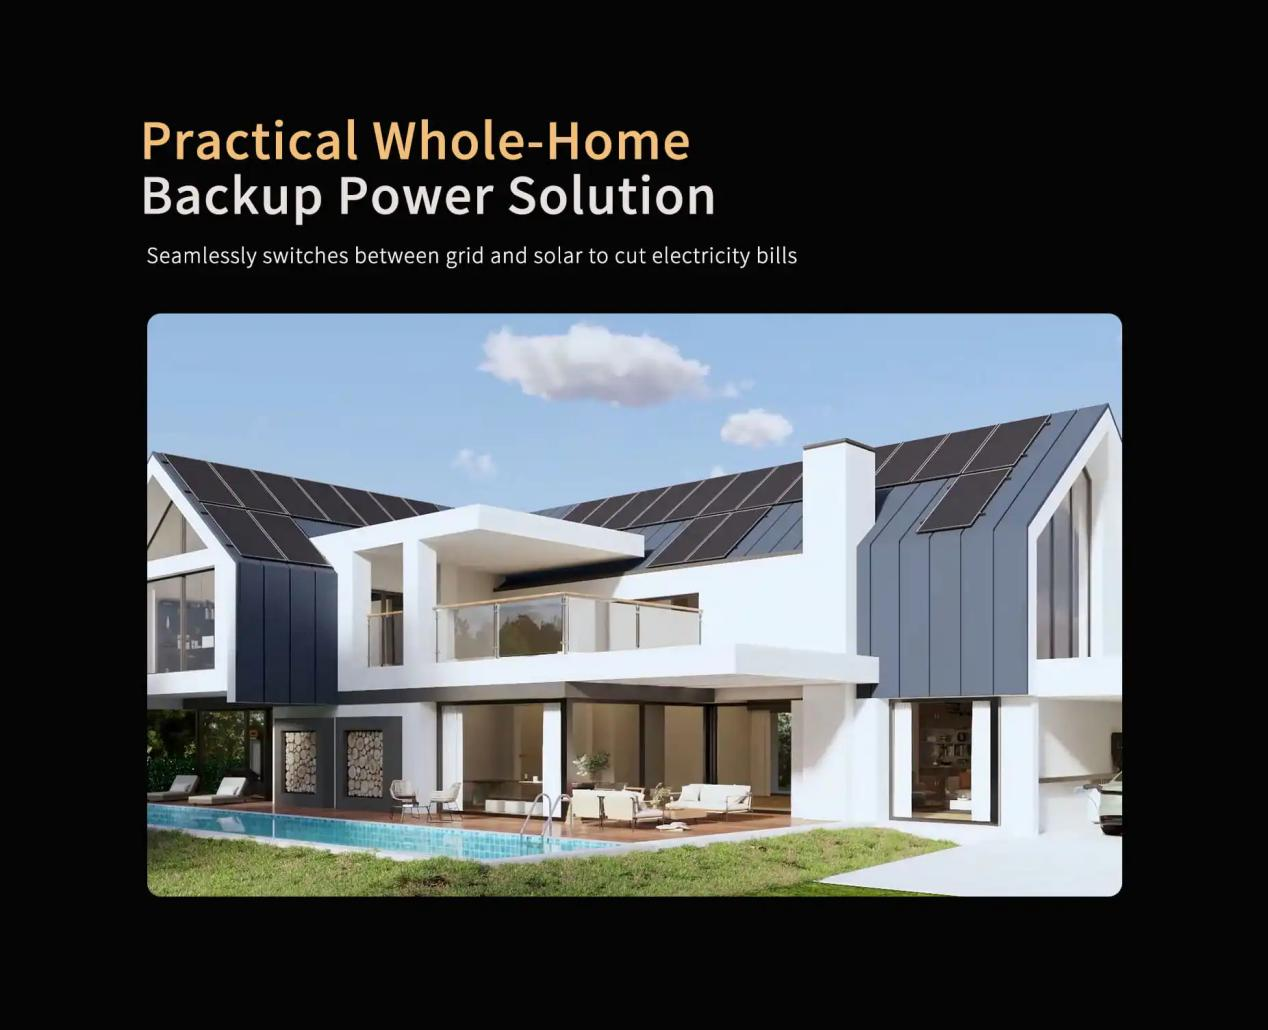 Practical Whole-Home
Backup Power Solution
Seamlessly switches between grid and solar to cut electricity bills